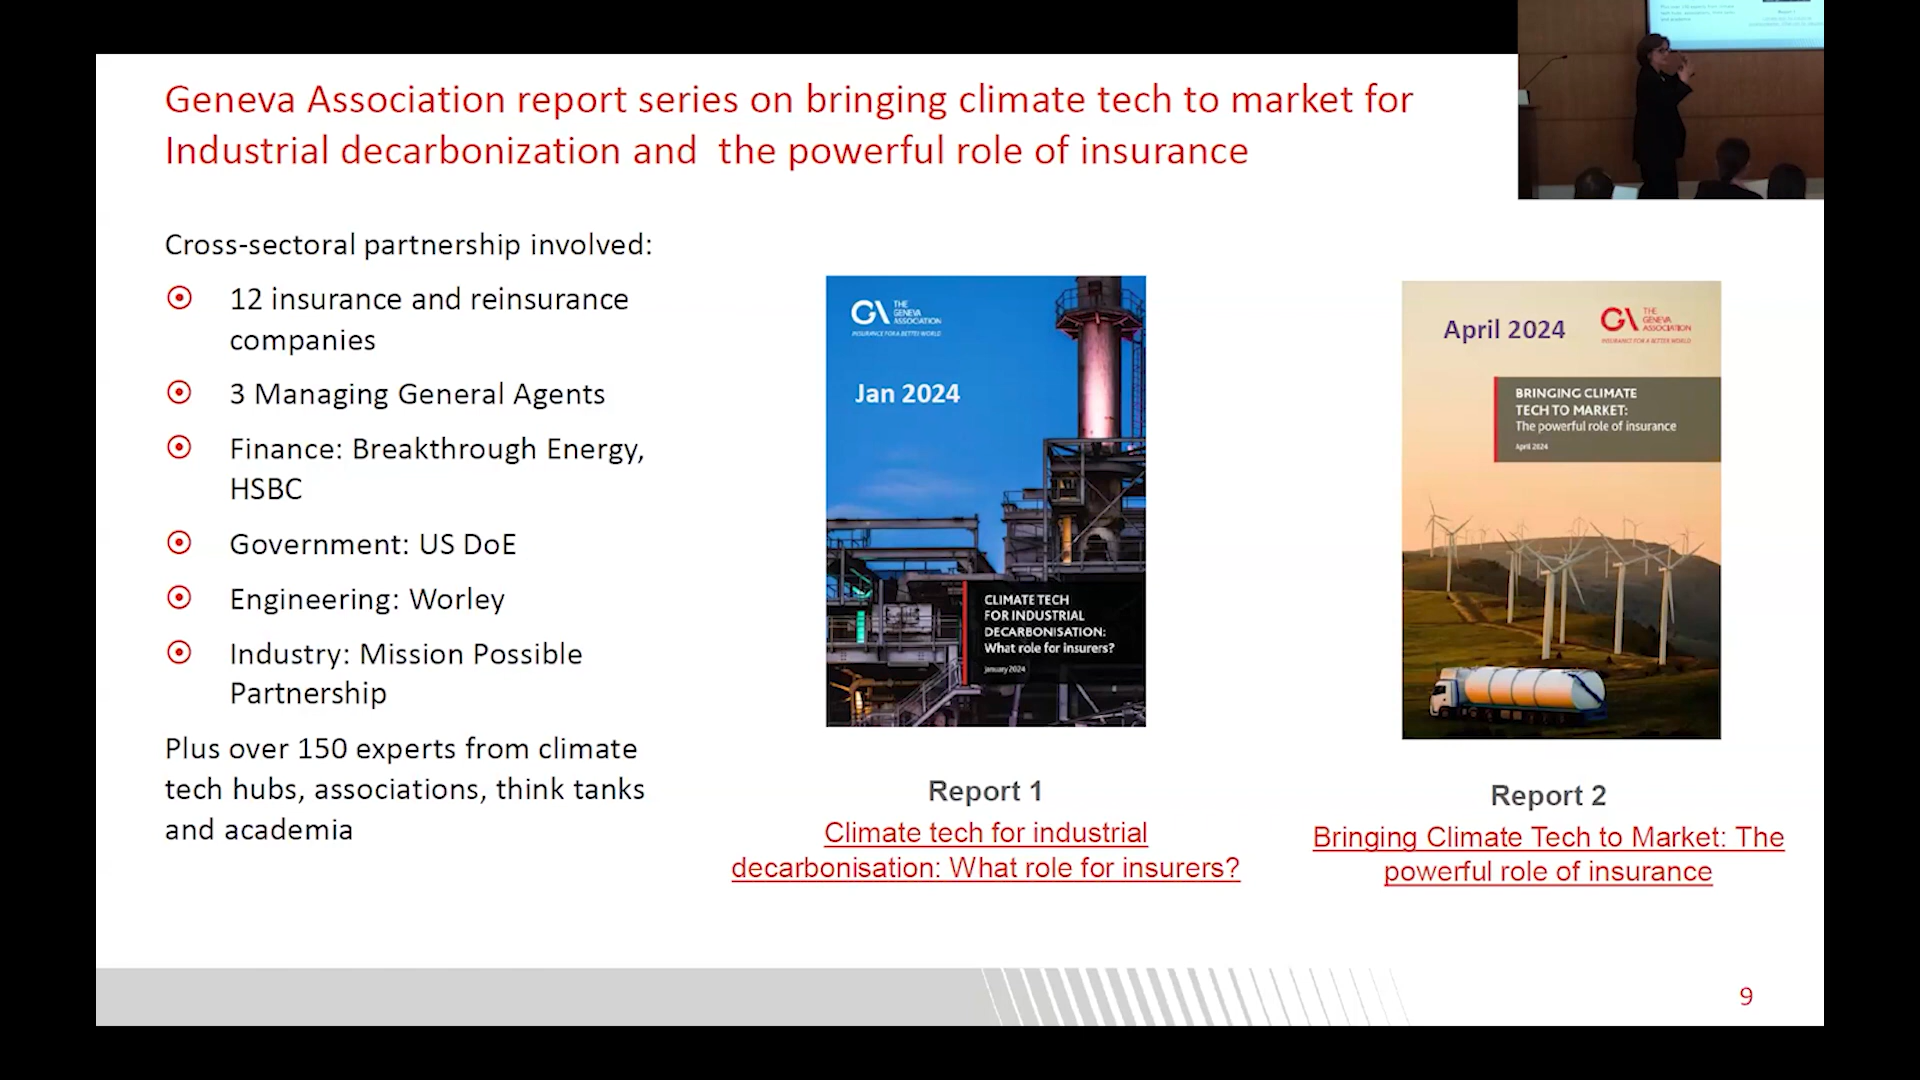 Geneva Association report series on bringing climate tech to market for
Industrial decarbonization and the powerful role of insurance
Cross-sectoral partnership involved:
12 insurance and reinsurance
companies
3 Managing General Agents
Finance: Breakthrough Energy,
HSBC
Government: US DoE
Engineering: Worley
Industry: Mission Possible
Partnership
Plus over 150 experts from climate
tech hubs, associations, think tanks
and academia
GA THE
GENEVA
ASSOCIATION
INSURANCE FOR A BETTER WORLD
Jan 2024
CLIMATE TECH
FOR INDUSTRIAL
DECARBONISATION:
What role for insurers?
January 2024
Report 1
Climate tech for industrial
decarbonisation: What role for insurers?
April 2024
GA THE
GENEVA
ASSOCIATION
INSURANCE FOR A BETTER WORLD
BRINGING CLIMATE
TECH TO MARKET:
The powerful role of insurance
April 2024
Report 2
Bringing Climate Tech to Market: The
powerful role of insurance
9